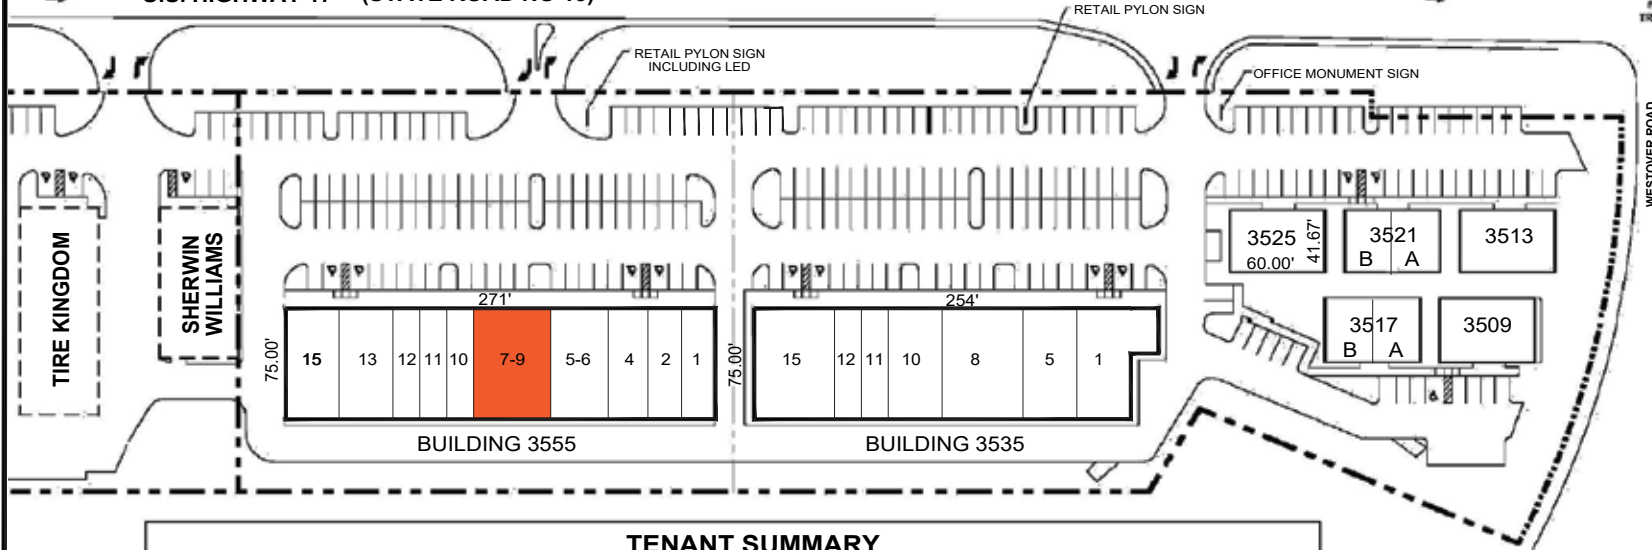 RETAIL PYLON SIGN
RETAIL PYLON SIGN
INCLUDING LED
OFFICE MONUMENT SIGN
WESTOVER ROAD
TIRE KINGDOM
SHERWIN
WILLIAMS
3525
60.00'
41.67'
3521
B A
3513
271'
254'
75.00'
15 13 12 11 10 7-9 5-6 4 2 1
75.00'
15 12 11 10 8 5 1
3517
B A
3509
BUILDING 3555
BUILDING 3535
TENANT SUMMARY